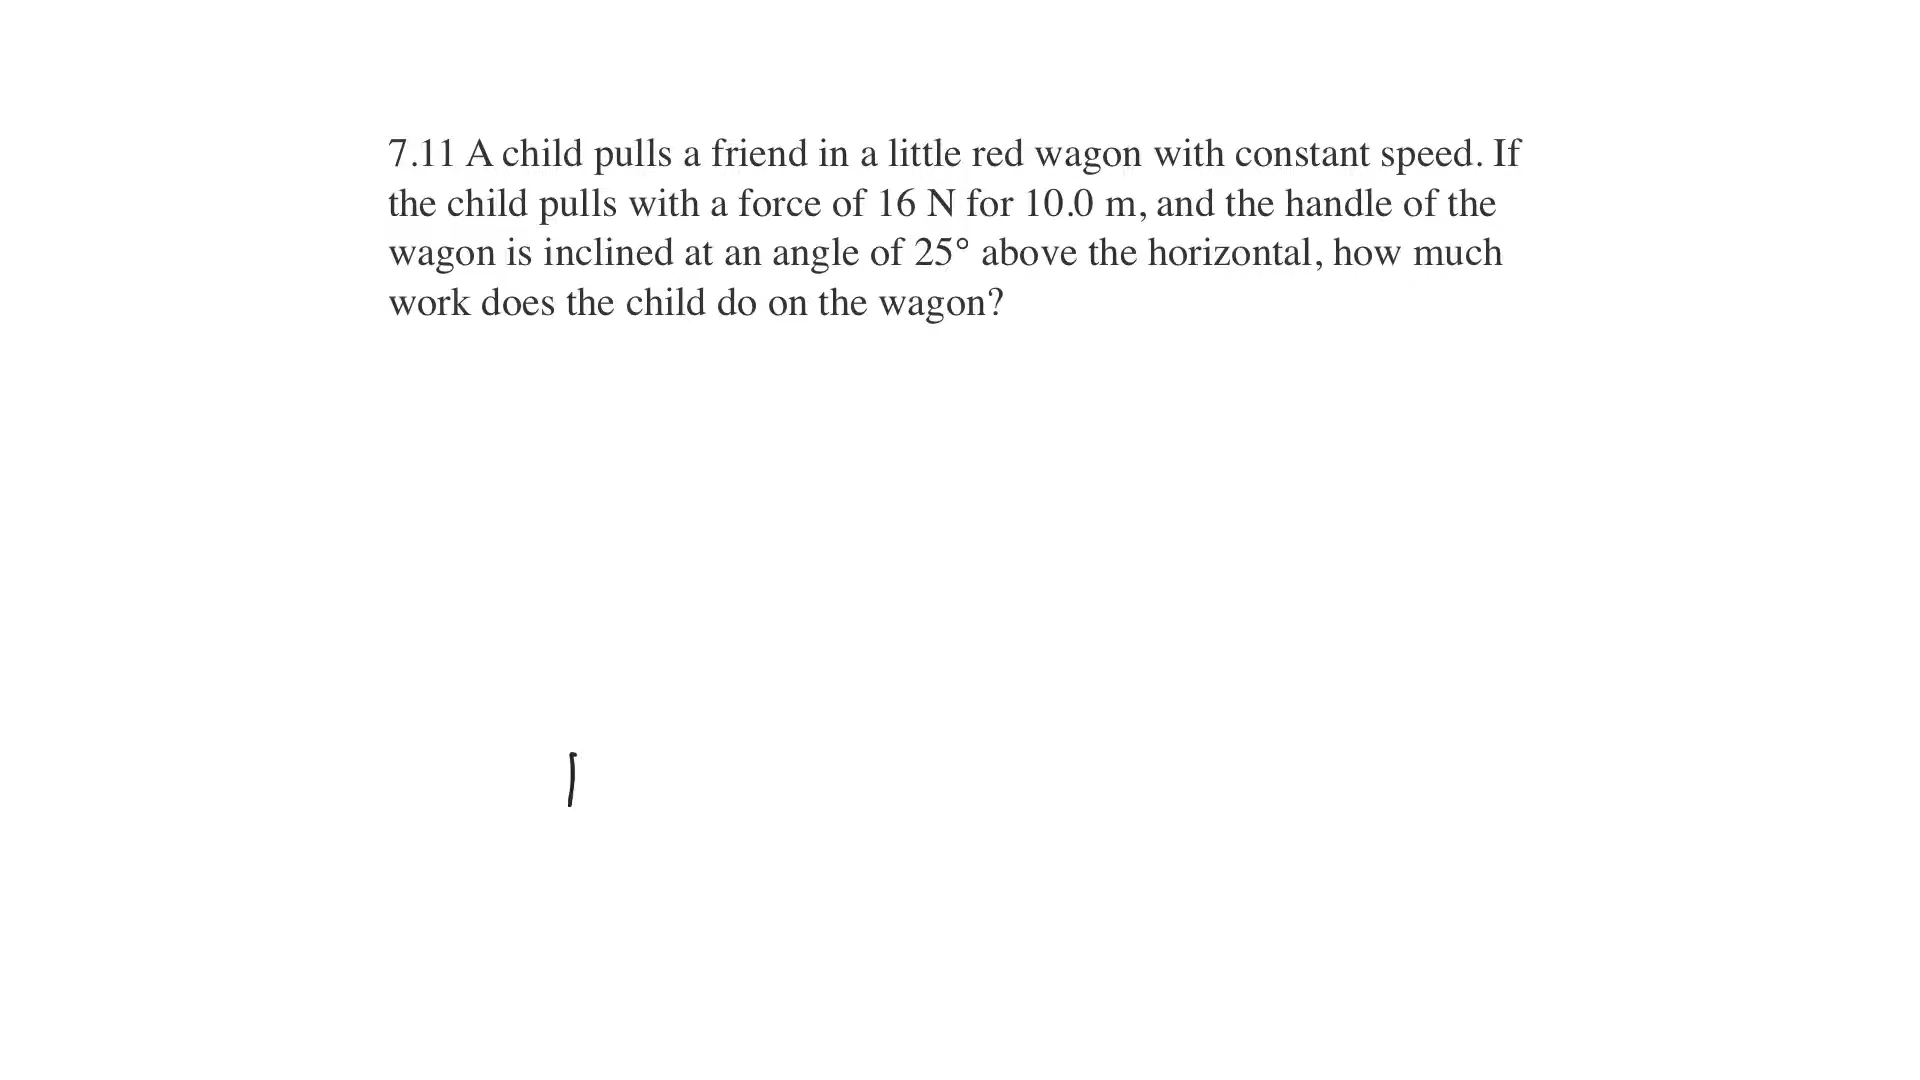 7.11 A child pulls a friend in a little red wagon with constant speed. If
the child pulls with a force of 16 N for 10.0 m, and the handle of the
wagon is inclined at an angle of 25° above the horizontal, how much
work does the child do on the wagon?